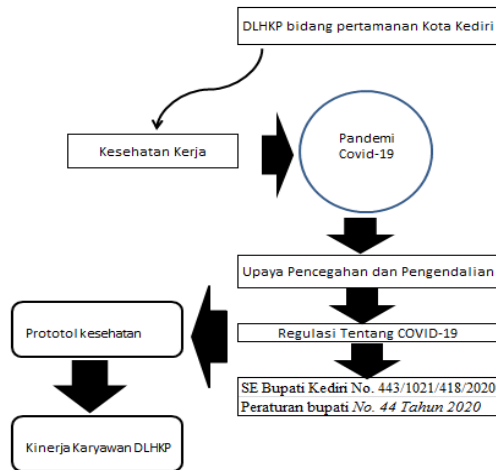 DLHKP bidang pertamanan Kota Kediri
Kesehatan Kerja
Pandemi
Covid-19
Upaya Pencegahan dan Pengendalian
Prototol kesehatan
Regulasi Tentang COVID-19
SE Bupati Kediri No. 443/1021/418/2020
Peraturan bupati No. 44 Tahun 2020
Kinerja Karyawan DLHKP